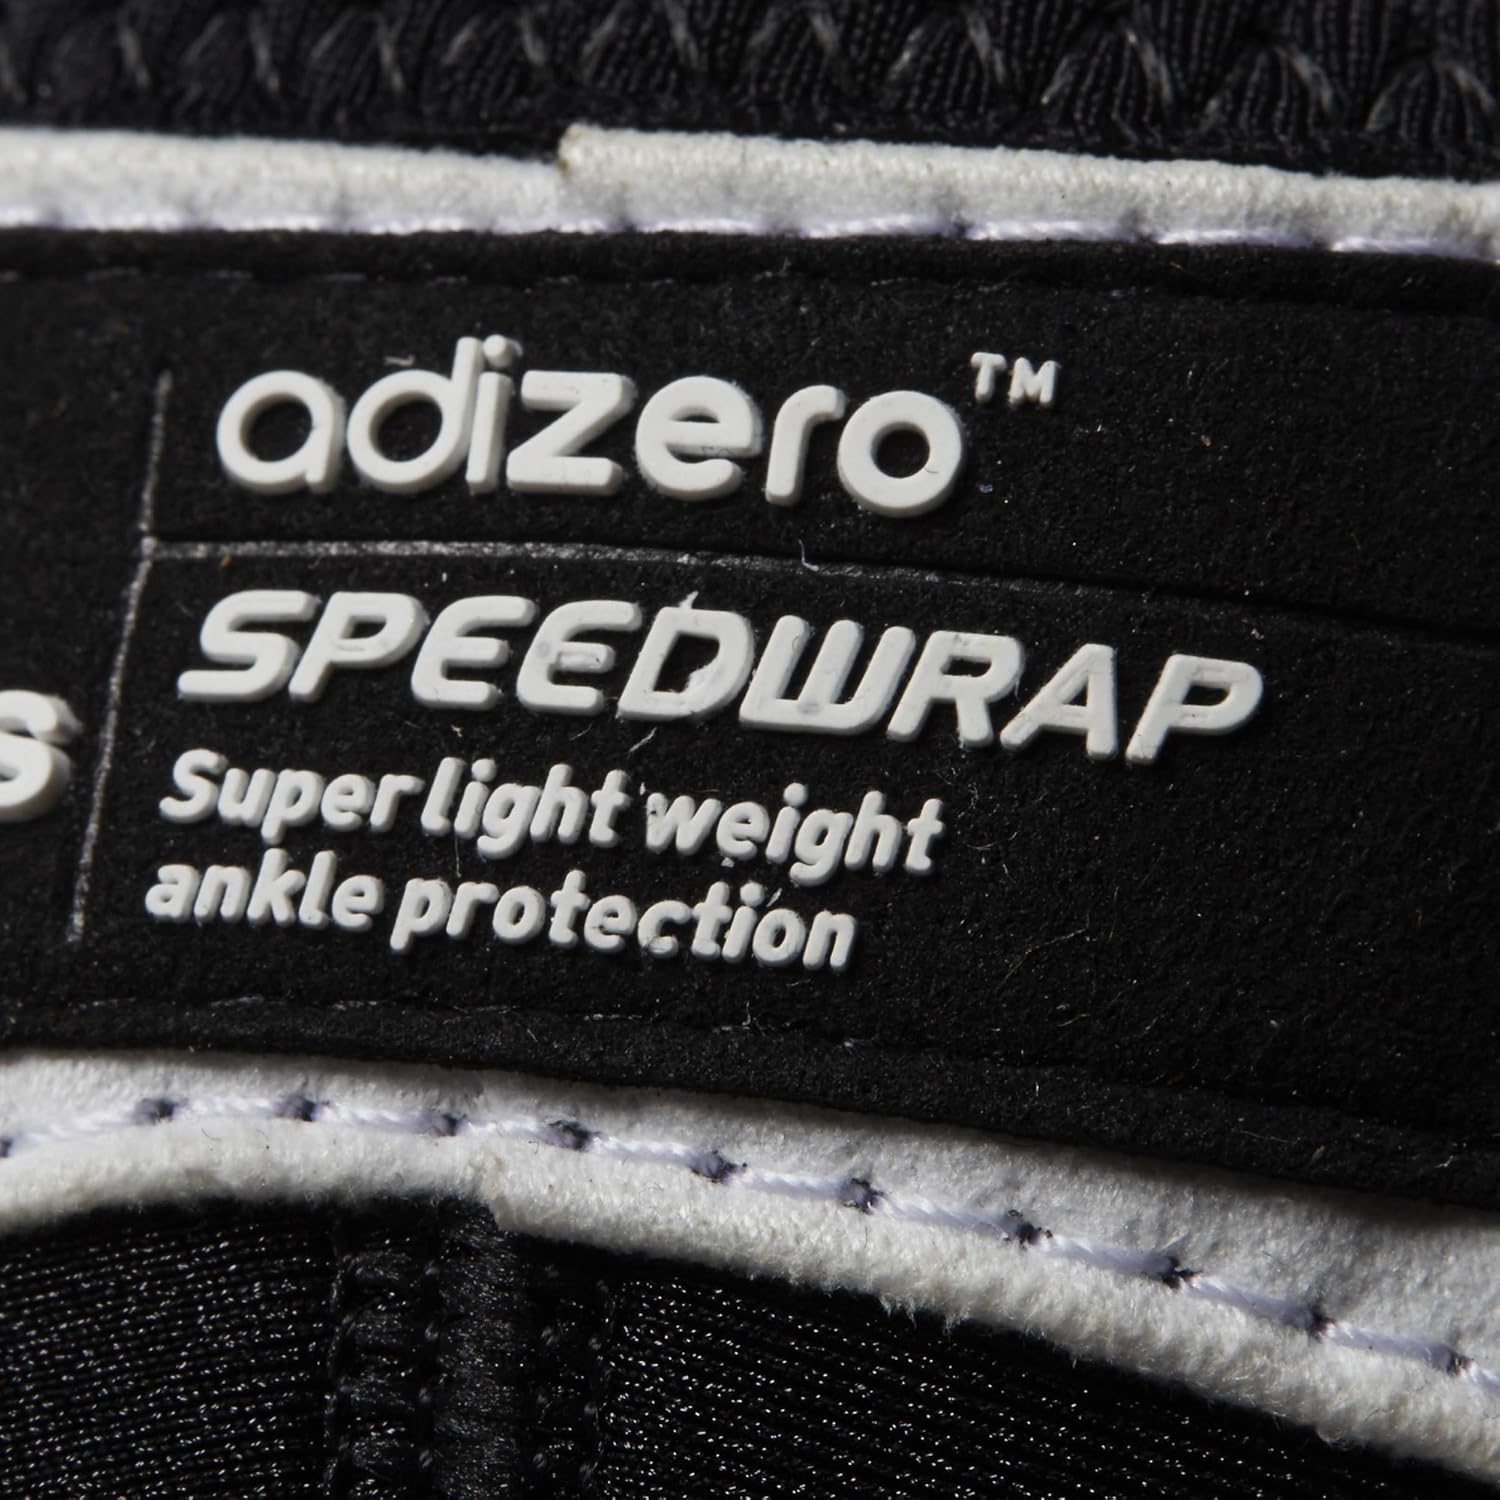 adizero™
SPEEDWRAP
Super light weight
ankle protection
s